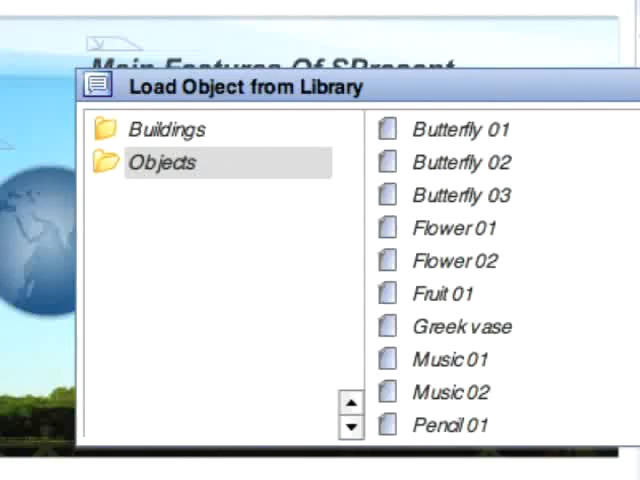 Main Features Of SPresent
Load Object from Library
Buildings
Objects
Butterfly 01
Butterfly 02
Butterfly 03
Flower 01
Flower 02
Fruit 01
Greek vase
Music 01
Music 02
Pencil 01